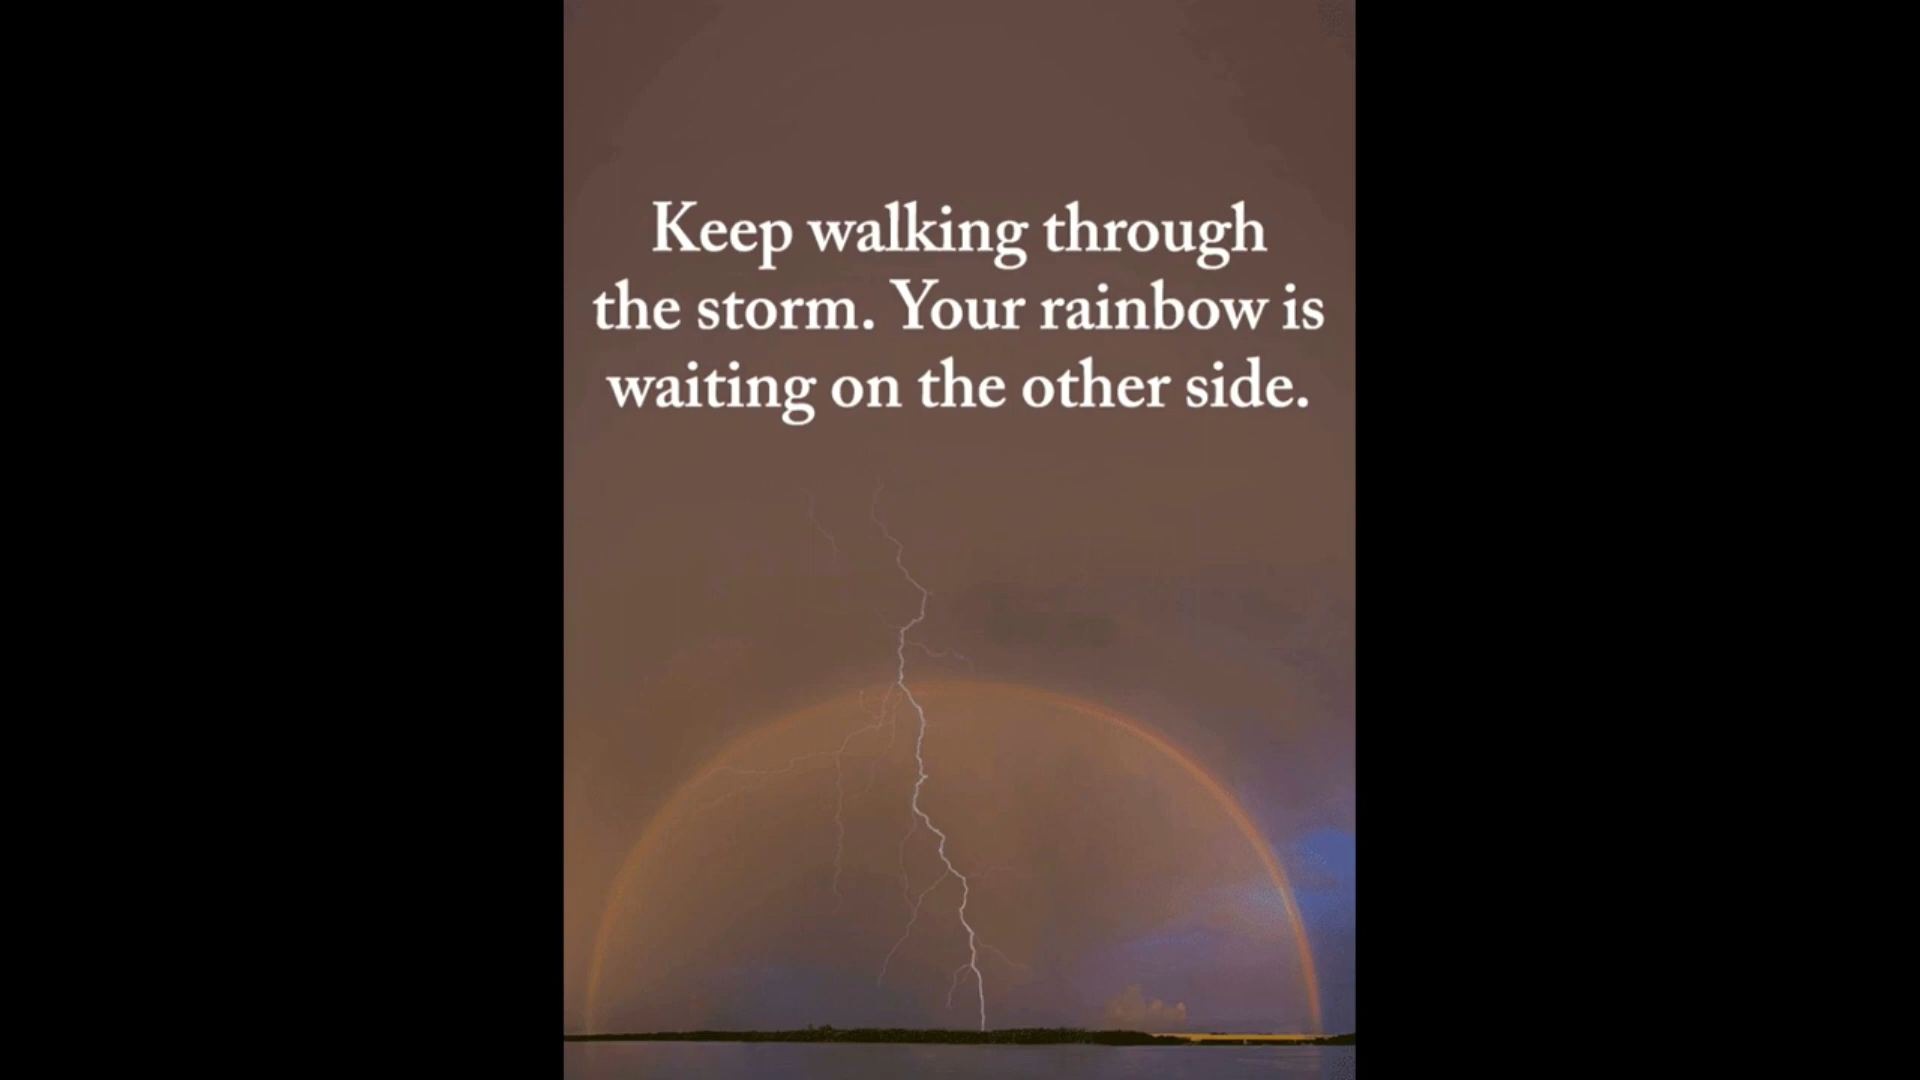 Keep walking through
the storm. Your rainbow is
waiting on the other side.